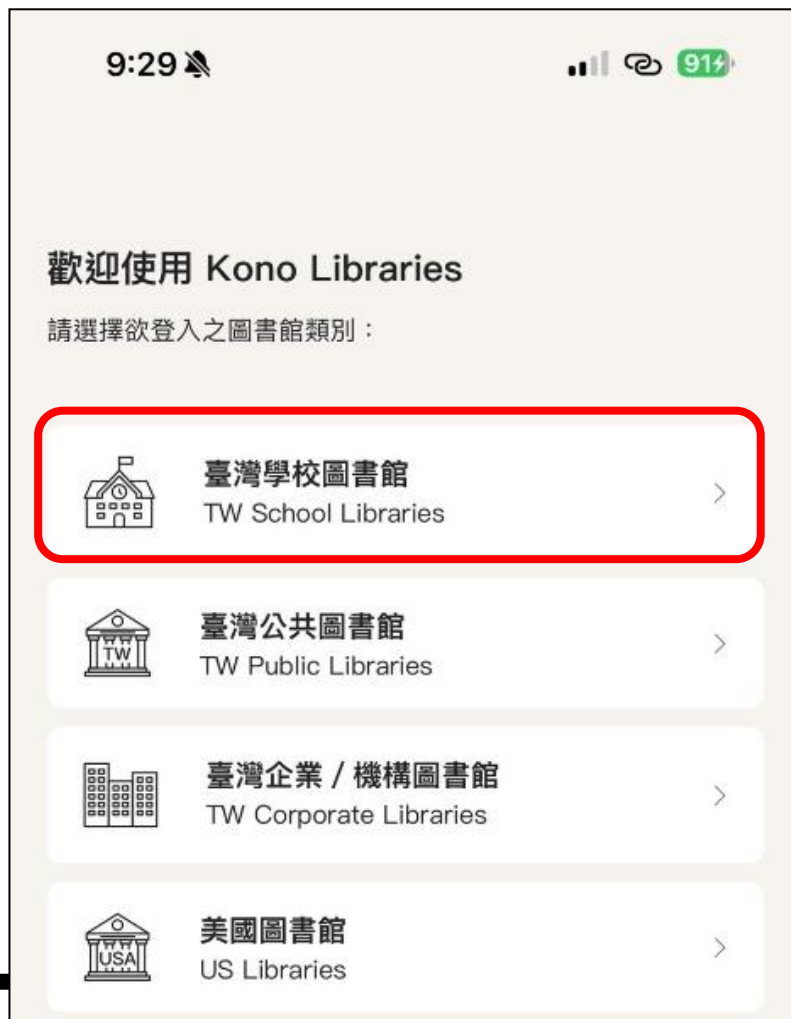 9:29
91
歡迎使用 Kono Libraries
請選擇欲登入之圖書館類別：
臺灣學校圖書館
TW School Libraries
TW
臺灣公共圖書館
TW Public Libraries
臺灣企業／機構圖書館
TW Corporate Libraries
USA
美國圖書館
US Libraries